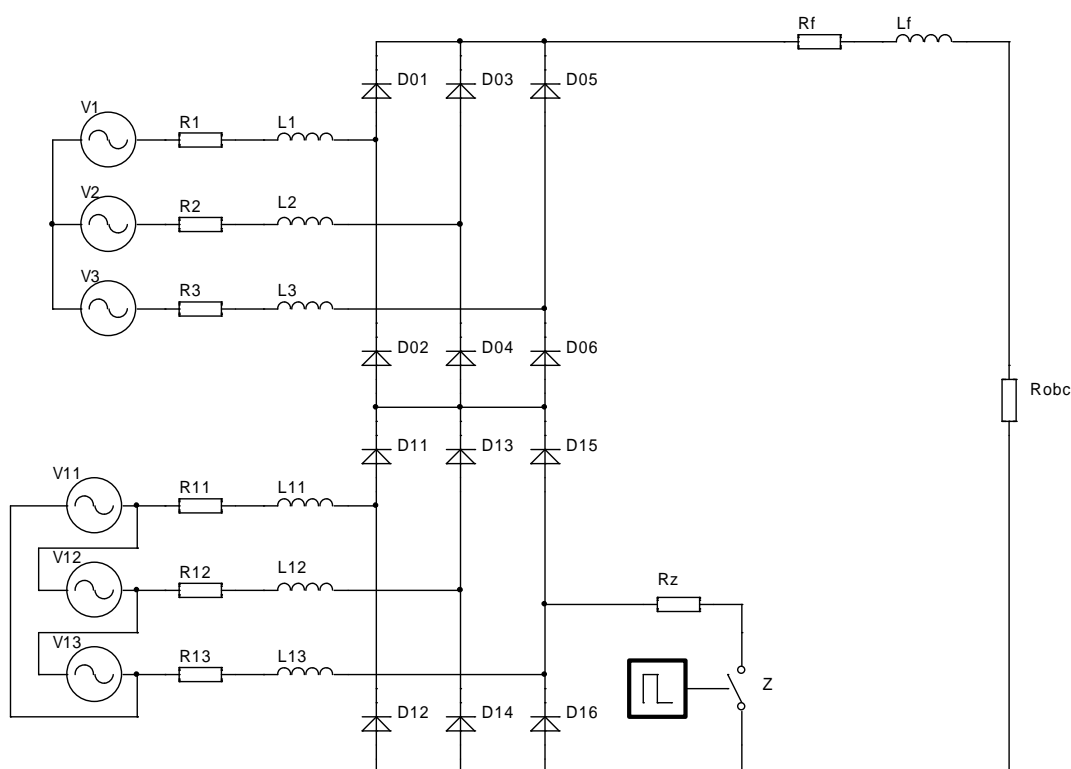 Rf
Lf
D01
D03
D05
V1
R1
L1
V2
R2
L2
V3
R3
L3
D02
D04
D06
Robc
D11
D13
D15
V11
R11
L11
V12
R12
L12
Rz
V13
R13
L13
Z
D12
D14
D16